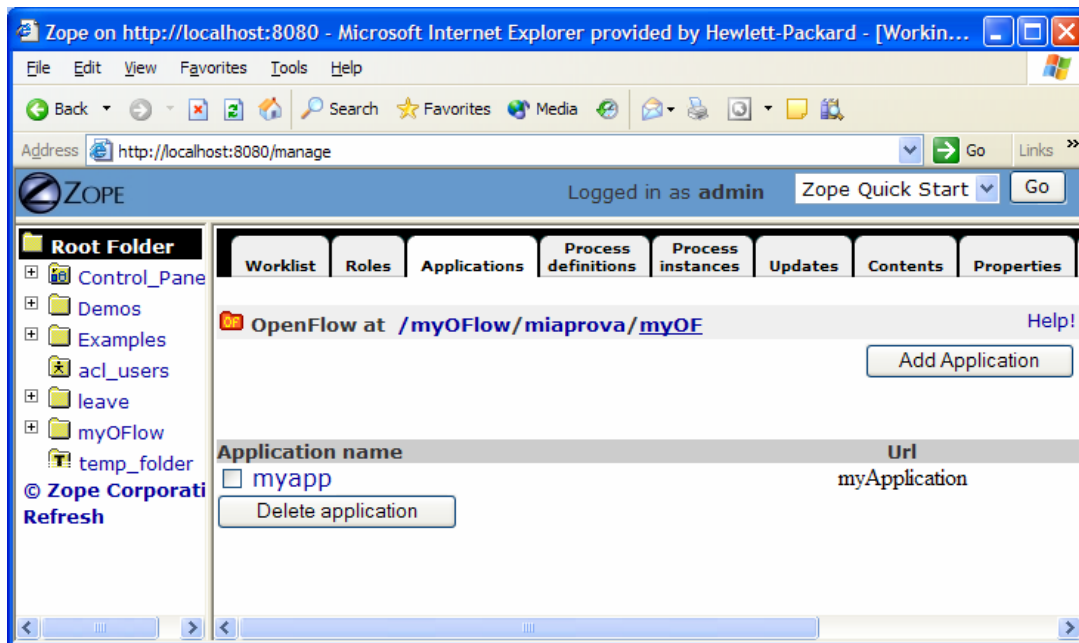 Zope on http://localhost:8080 - Microsoft Internet Explorer provided by Hewlett-Packard - [Workin...
File Edit View Favorites Tools Help
Back Search Favorites Media
Address http://localhost:8080/manage Go Links »
ZOPE Logged in as admin Zope Quick Start Go
Root Folder
Control_Pane
Demos
Examples
acl_users
leave
myOFlow
temp_folder
© Zope Corporati
Refresh
Worklist Roles Applications Process definitions Process instances Updates Contents Properties
OF OpenFlow at /myOFlow/miaprova/myOF Help!
Add Application
Application name Url
myapp myApplication
Delete application